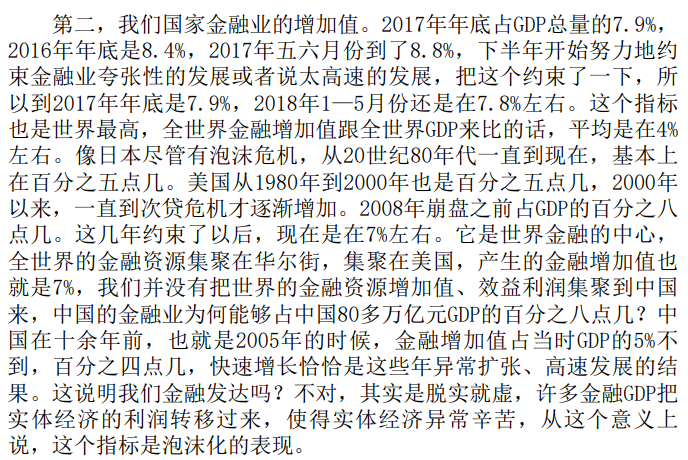 第二，我们国家金融业的增加值。2017年年底占GDP总量的7.9%，
2016年年底是8.4%，2017年五六月份到了8.8%，下半年开始努力地约
束金融业夸张性的发展或者说太高速的发展，把这个约束了一下，所
以到2017年年底是7.9%，2018年1—5月份还是在7.8%左右。这个指标
也是世界最高，全世界金融增加值跟全世界GDP来比的话，平均是在4%
左右。像日本尽管有泡沫危机，从20世纪80年代一直到现在，基本上
在百分之五点几。美国从1980年到2000年也是百分之五点几，2000年
以来，一直到次贷危机才逐渐增加。2008年崩盘之前占GDP的百分之八
点几。这几年约束了以后，现在是在7%左右。它是世界金融的中心，
全世界的金融资源集聚在华尔街，集聚在美国，产生的金融增加值也
就是7%，我们并没有把世界的金融资源增加值、效益利润集聚到中国
来，中国的金融业为何能够占中国80多万亿元GDP的百分之八点几？中
国在十余年前，也就是2005年的时候，金融增加值占当时GDP的5%不
到，百分之四点几，快速增长恰恰是这些年异常扩张、高速发展的结
果。这说明我们金融发达吗？不对，其实是脱实就虚，许多金融GDP把
实体经济的利润转移过来，使得实体经济异常辛苦，从这个意义上
说，这个指标是泡沫化的表现。